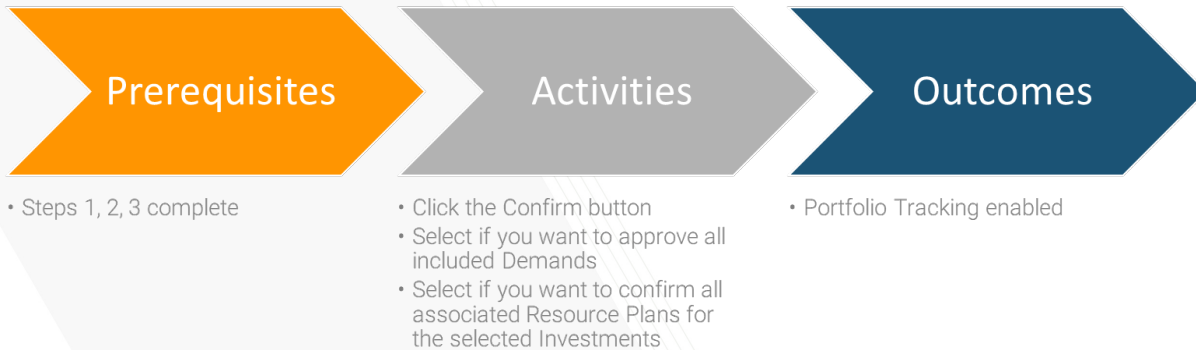 Prerequisites
Activities
Outcomes
• Steps 1, 2, 3 complete
• Click the Confirm button
• Select if you want to approve all
included Demands
• Select if you want to confirm all
associated Resource Plans for
the selected Investments
• Portfolio Tracking enabled